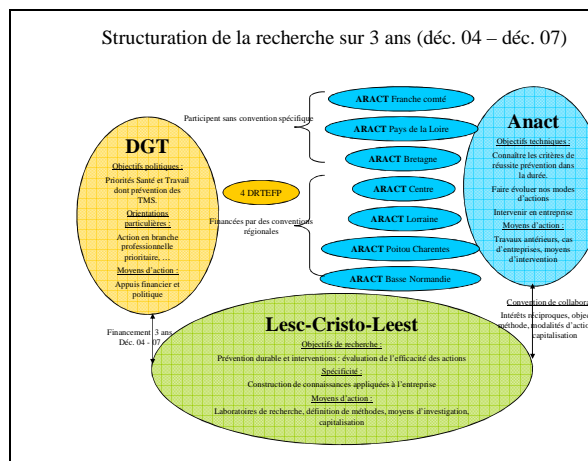 Structuration de la recherche sur 3 ans (déc. 04 – déc. 07)
DGT
Objectifs politiques :
Priorités Santé et Travail
dont prévention des
TMS.
Orientations
particulières :
Action en branche
professionnelle
prioritaire, …
Moyens d'action :
Appuis financier et
politique
Participent sans convention spécifique
4 DRTEFP
Financées par des conventions
régionales
ARACT Franche comté
ARACT Pays de la Loire
ARACT Bretagne
ARACT Centre
ARACT Lorraine
ARACT Poitou Charentes
ARACT Basse Normandie
Anact
Objectifs techniques :
Connaître les critères de
réussite prévention dans
la durée.
Faire évoluer nos modes
d'actions
Intervenir en entreprise
Moyens d'action :
Travaux antérieurs, cas
d'entreprises, moyens
d'intervention
Financement 3 ans
Déc. 04 - 07
Convention de collabora
Intérêts réciproques, objec
méthode, modalités d'actio
capitalisation
Lesc-Cristo-Leest
Objectifs de recherche :
Prévention durable et interventions : évaluation de l'efficacité des actions
Spécificité :
Construction de connaissances appliquées à l'entreprise
Moyens d'action :
Laboratoires de recherche, définition de méthodes, moyens d'investigation,
capitalisation